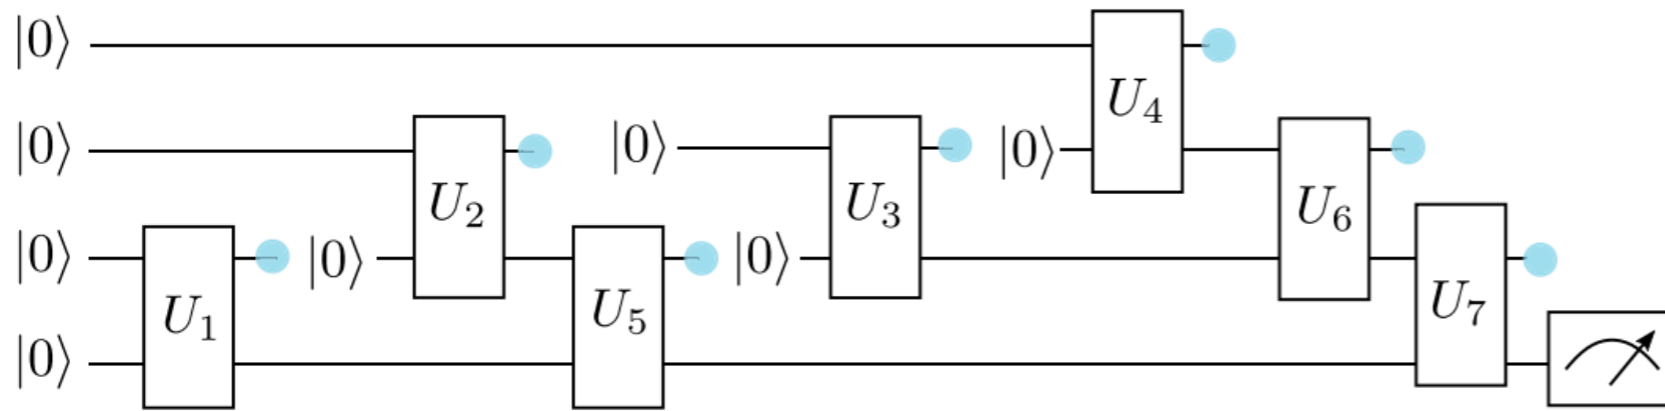 |0⟩ U₄
|0⟩ U₂ |0⟩ U₃ |0⟩ U₆
|0⟩ U₁ |0⟩ U₅ |0⟩ U₇
|0⟩